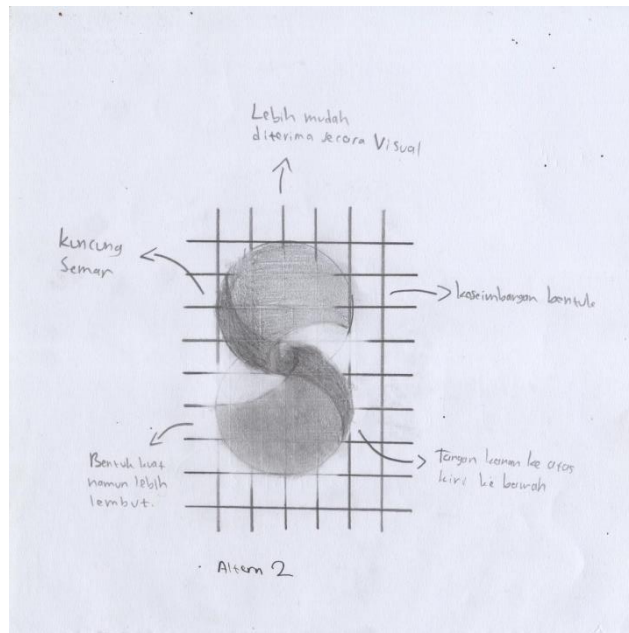 Lebih mudah
diterima secara Visual
Kuncung
Semar
keseimbangan bentuk
Bentuk kuat
namun lebih
lembut.
Tangan kanan ke atas
kiri ke bawah
Altern 2